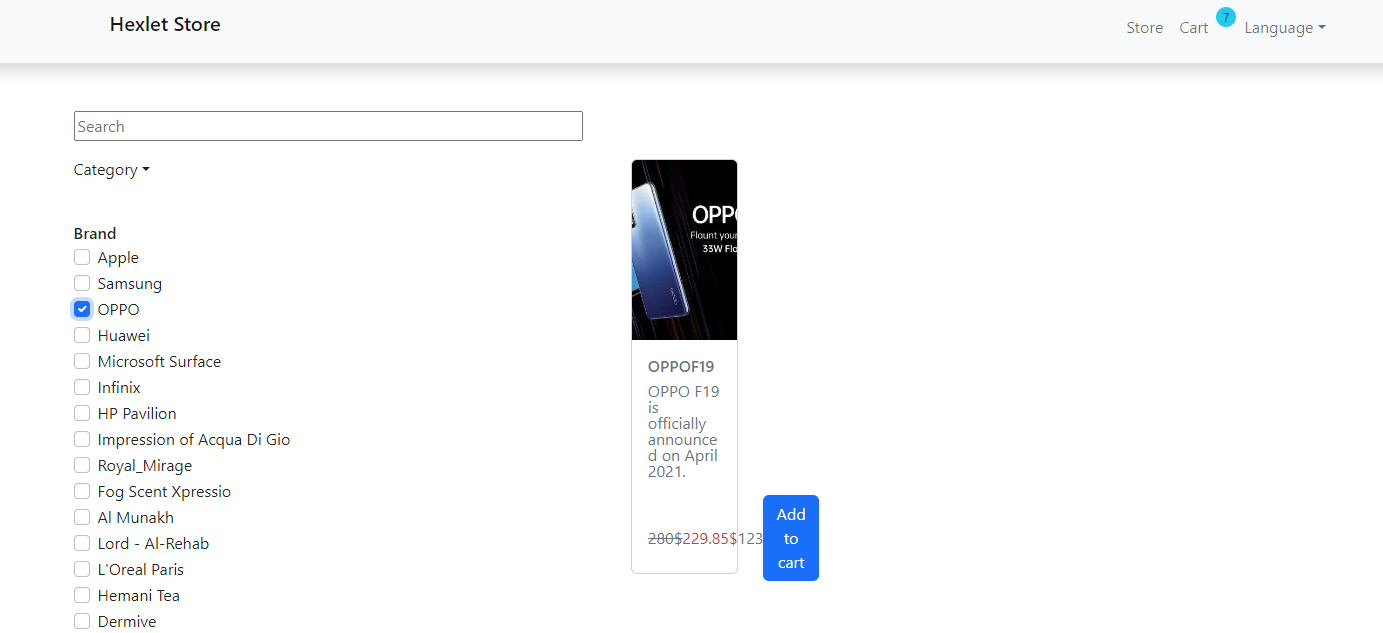 Hexlet Store
Store Cart 7 Language
Search
Category
Brand
Apple
Samsung
OPPO
Huawei
Microsoft Surface
Infinix
HP Pavilion
Impression of Acqua Di Gio
Royal_Mirage
Fog Scent Xpressio
Al Munakh
Lord - Al-Rehab
L'Oreal Paris
Hemani Tea
Dermive
OPPO
Flaunt your
33W Fla
OPPOF19
OPPO F19
is
officially
announce
d on April
2021.
280$229.85$123
Add
to
cart